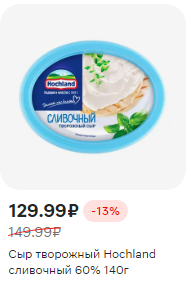 Hochland
СЛИВОЧНЫЙ
ТВОРОЖНЫЙ СЫР
129.99₽ -13%
149.99₽
Сыр творожный Hochland
сливочный 60% 140г